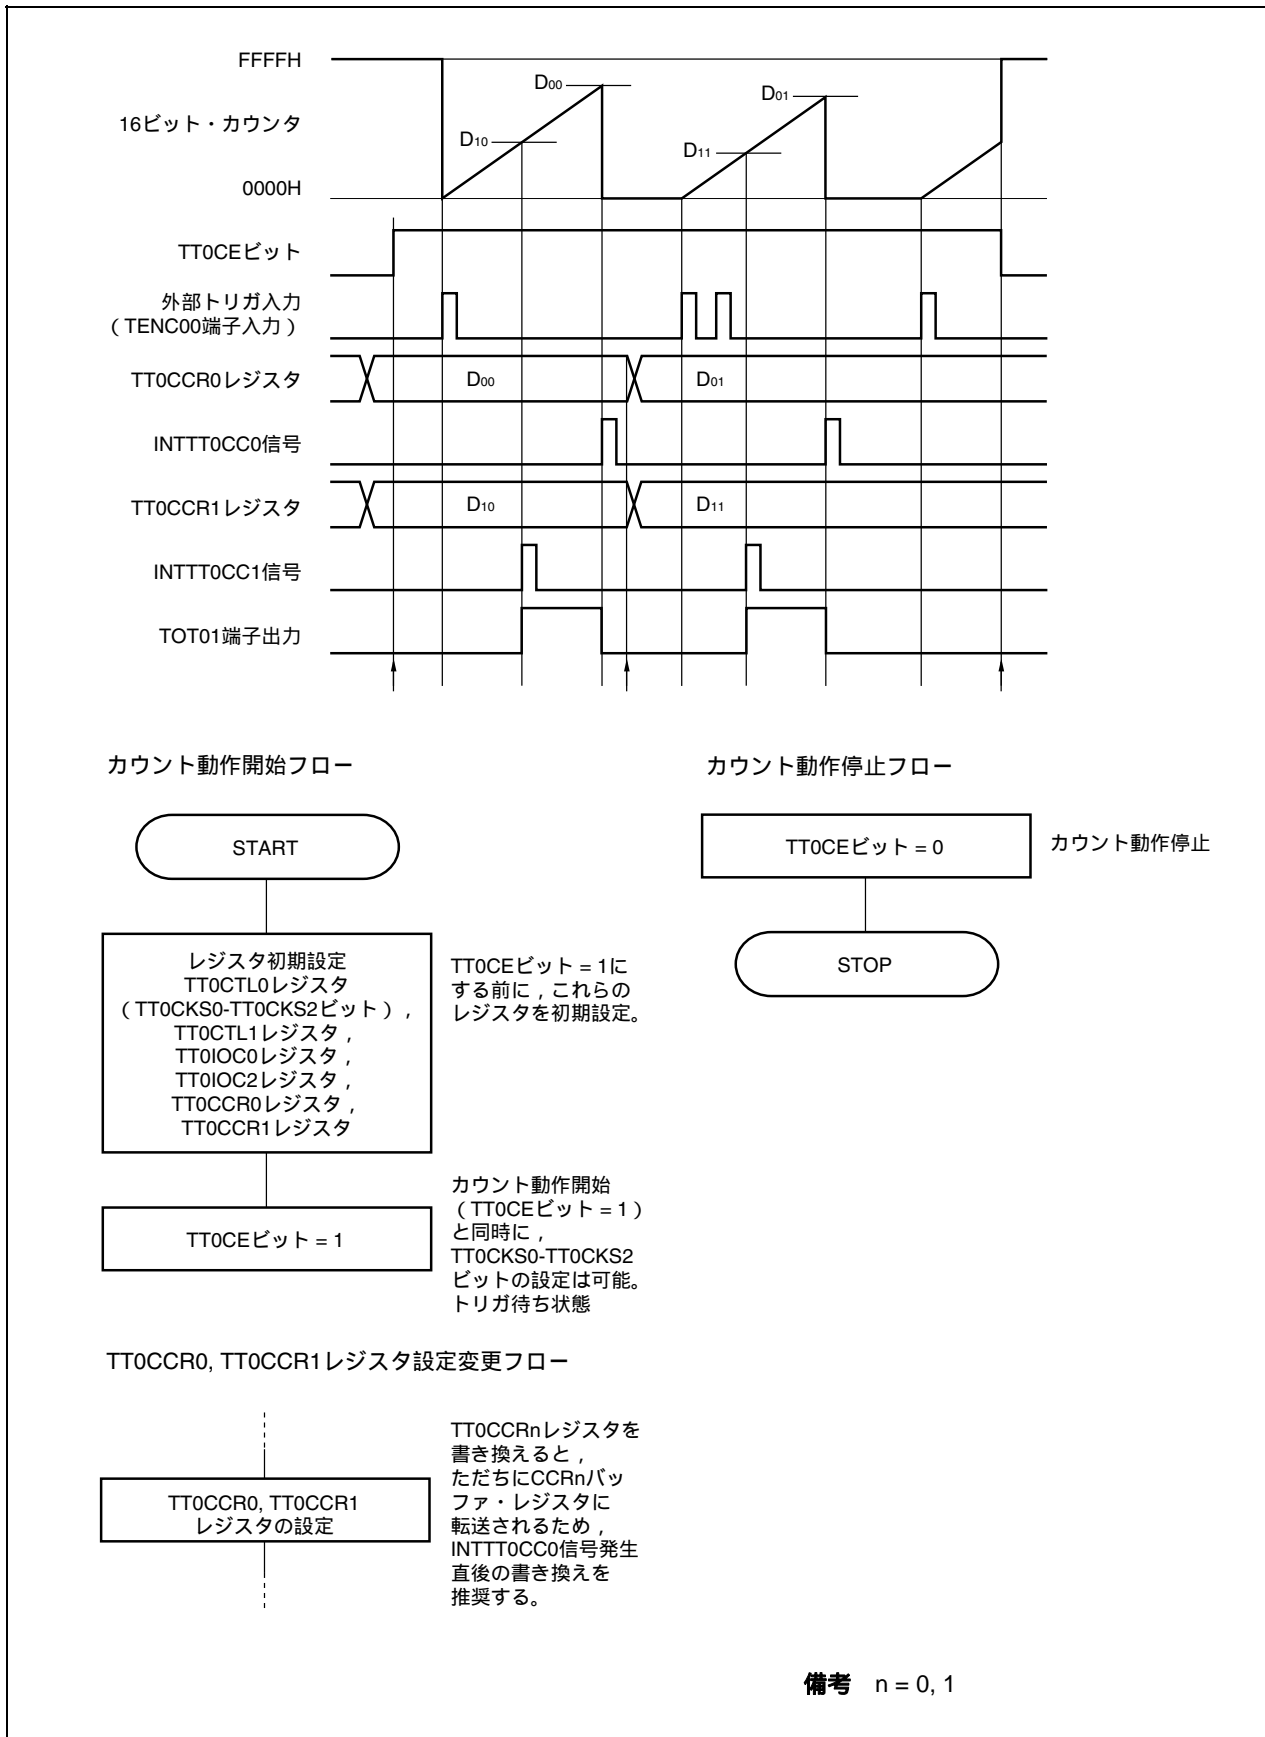 FFFFH
D00
D01
16ビット・カウンタ
D10
D11
0000H
TT0CEビット
外部トリガ入力
（TENC00端子入力）
TT0CCR0レジスタ
D00
D01
INTTT0CC0信号
TT0CCR1レジスタ
D10
D11
INTTT0CC1信号
TOT01端子出力
カウント動作開始フロー
START
レジスタ初期設定
TT0CTL0レジスタ
（TT0CKS0-TT0CKS2ビット），
TT0CTL1レジスタ，
TT0IOC0レジスタ，
TT0IOC2レジスタ，
TT0CCR0レジスタ，
TT0CCR1レジスタ
TT0CEビット = 1に
する前に，これらの
レジスタを初期設定。
TT0CEビット = 1
カウント動作開始
（TT0CEビット = 1）
と同時に，
TT0CKS0-TT0CKS2
ビットの設定は可能。
トリガ待ち状態
カウント動作停止フロー
TT0CEビット = 0
カウント動作停止
STOP
TT0CCR0, TT0CCR1レジスタ設定変更フロー
TT0CCR0, TT0CCR1
レジスタの設定
TT0CCRnレジスタを
書き換えると，
ただちにCCRnバッ
ファ・レジスタに
転送されるため，
INTTT0CC0信号発生
直後の書き換えを
推奨する。
備考 n = 0, 1